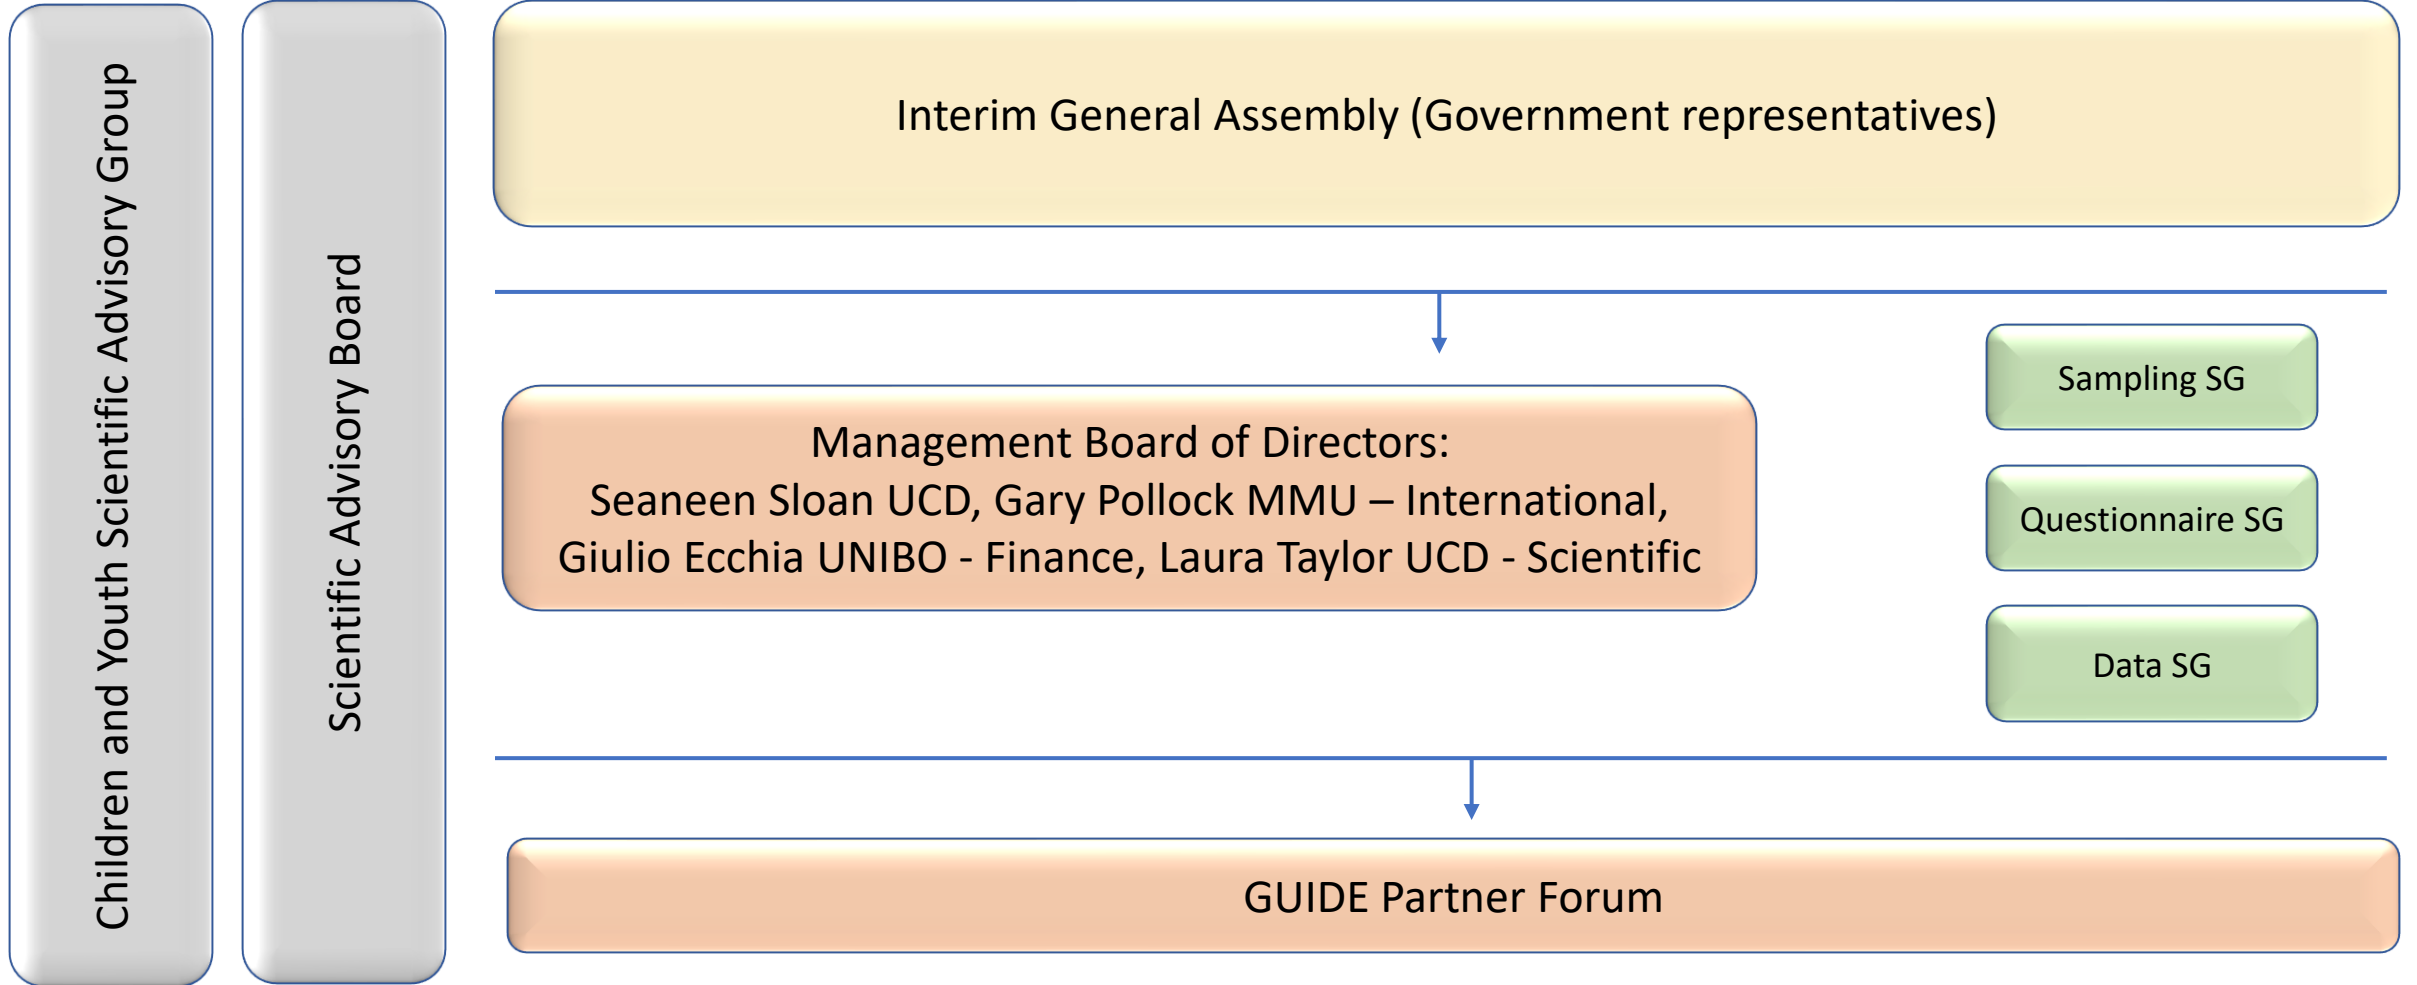 Children and Youth Scientific Advisory Group
Scientific Advisory Board
Interim General Assembly (Government representatives)
Management Board of Directors:
Seaneen Sloan UCD, Gary Pollock MMU – International,
Giulio Ecchia UNIBO - Finance, Laura Taylor UCD - Scientific
Sampling SG
Questionnaire SG
Data SG
GUIDE Partner Forum